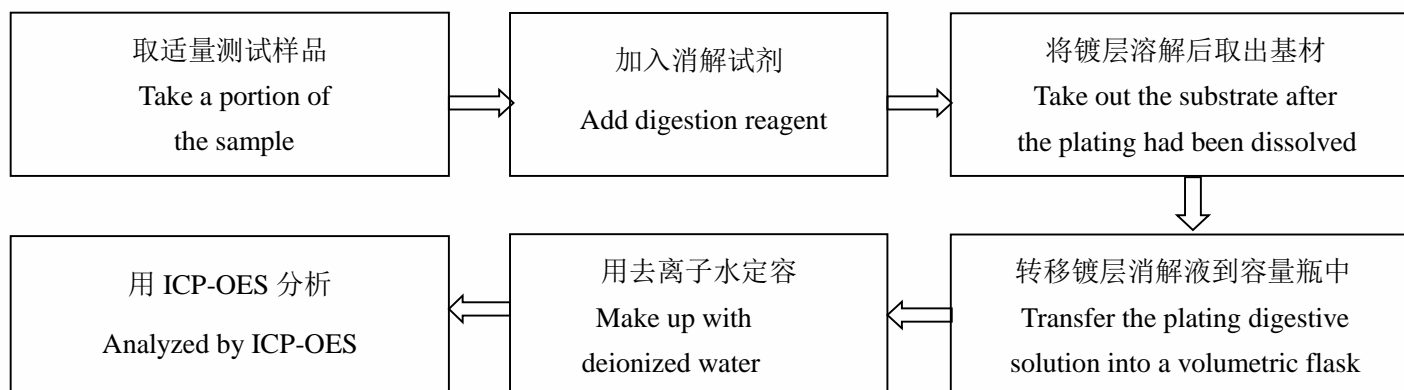 取适量测试样品
Take a portion of
the sample
加入消解试剂
Add digestion reagent
将镀层溶解后取出基材
Take out the substrate after
the plating had been dissolved
转移镀层消解液到容量瓶中
Transfer the plating digestive
solution into a volumetric flask
用去离子水定容
Make up with
deionized water
用 ICP-OES 分析
Analyzed by ICP-OES